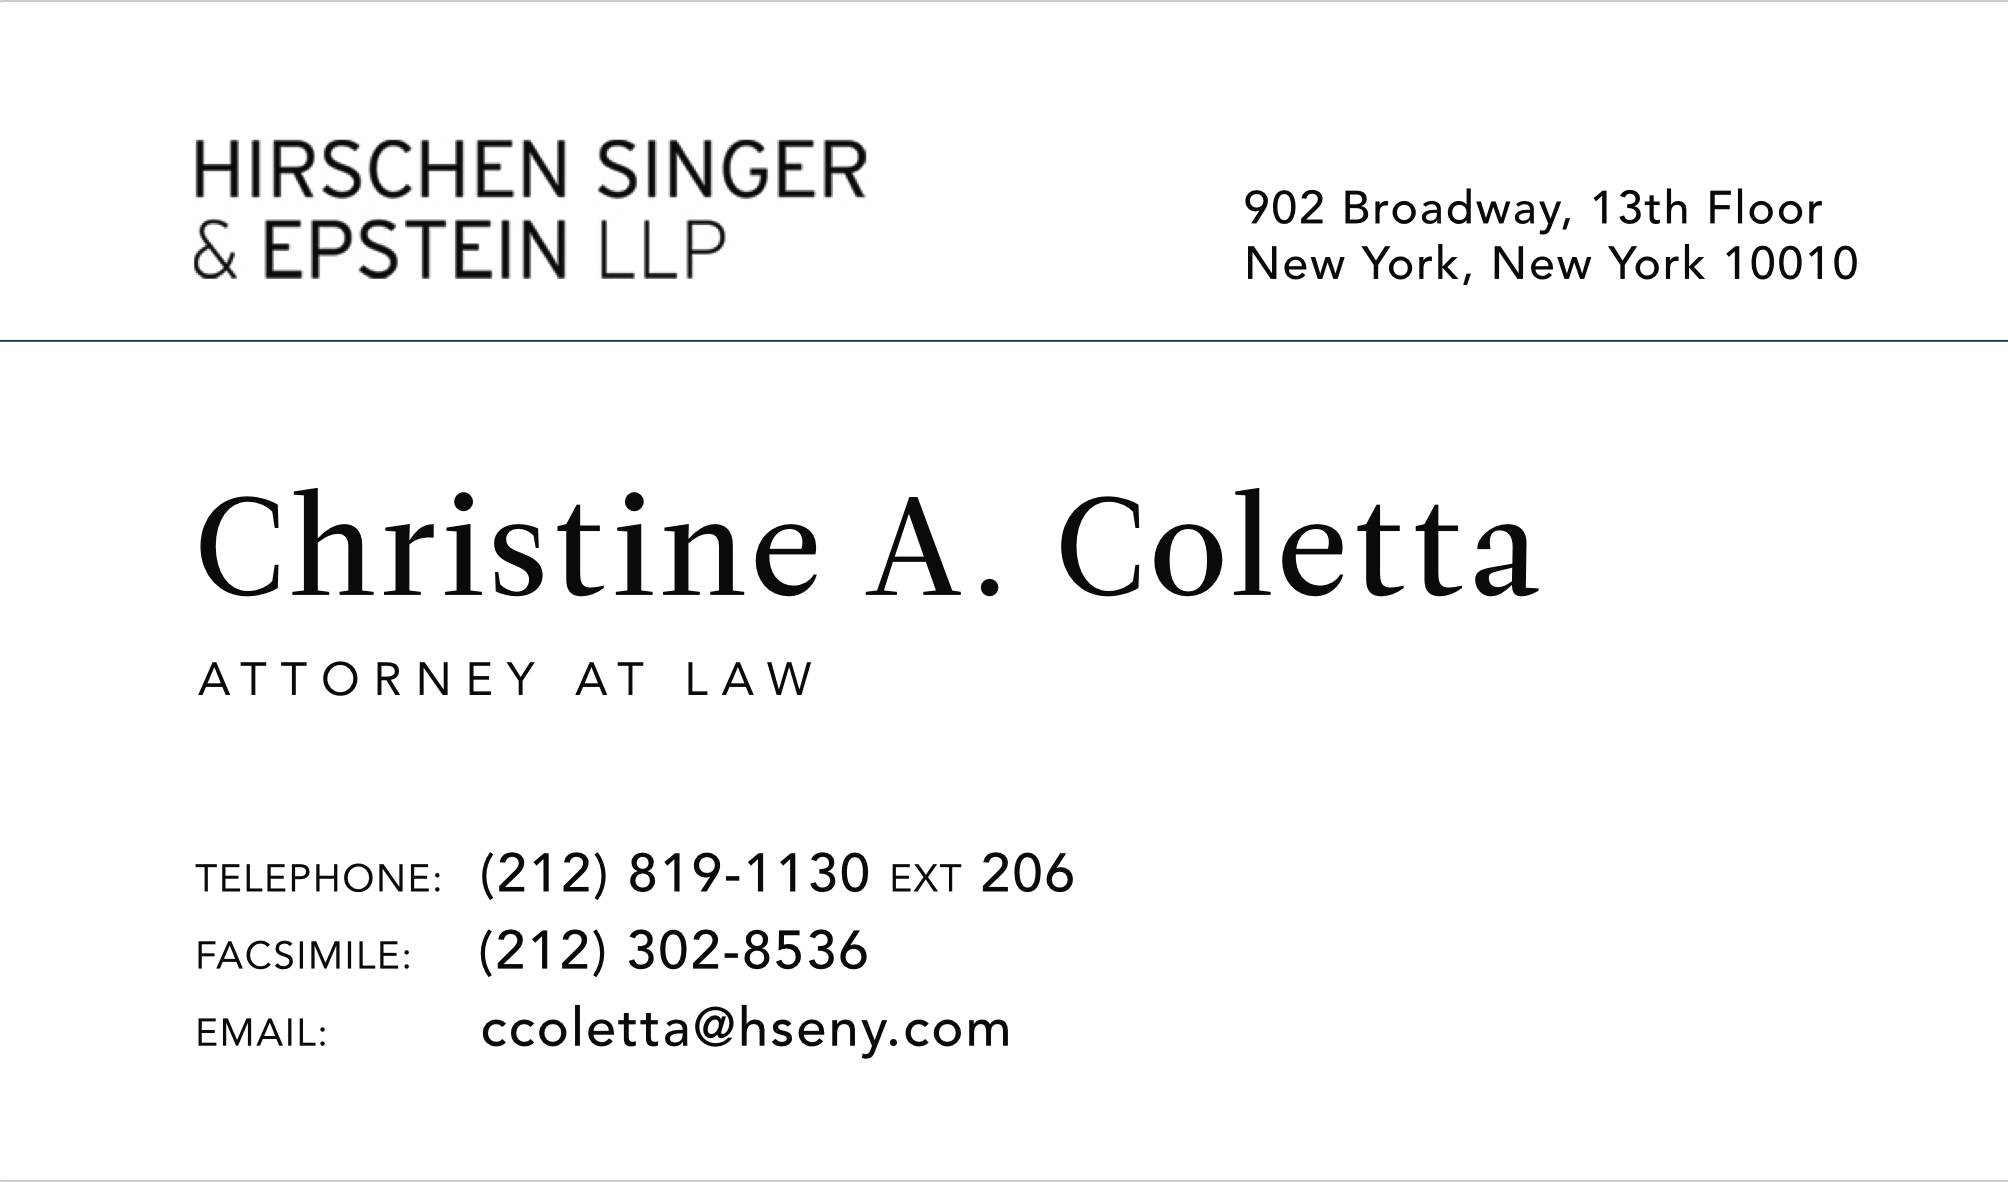 HIRSCHEN SINGER
& EPSTEIN LLP
902 Broadway, 13th Floor
New York, New York 10010
Christine A. Coletta
ATTORNEY AT LAW
TELEPHONE: (212) 819-1130 EXT 206
FACSIMILE: (212) 302-8536
EMAIL: ccoletta@hseny.com